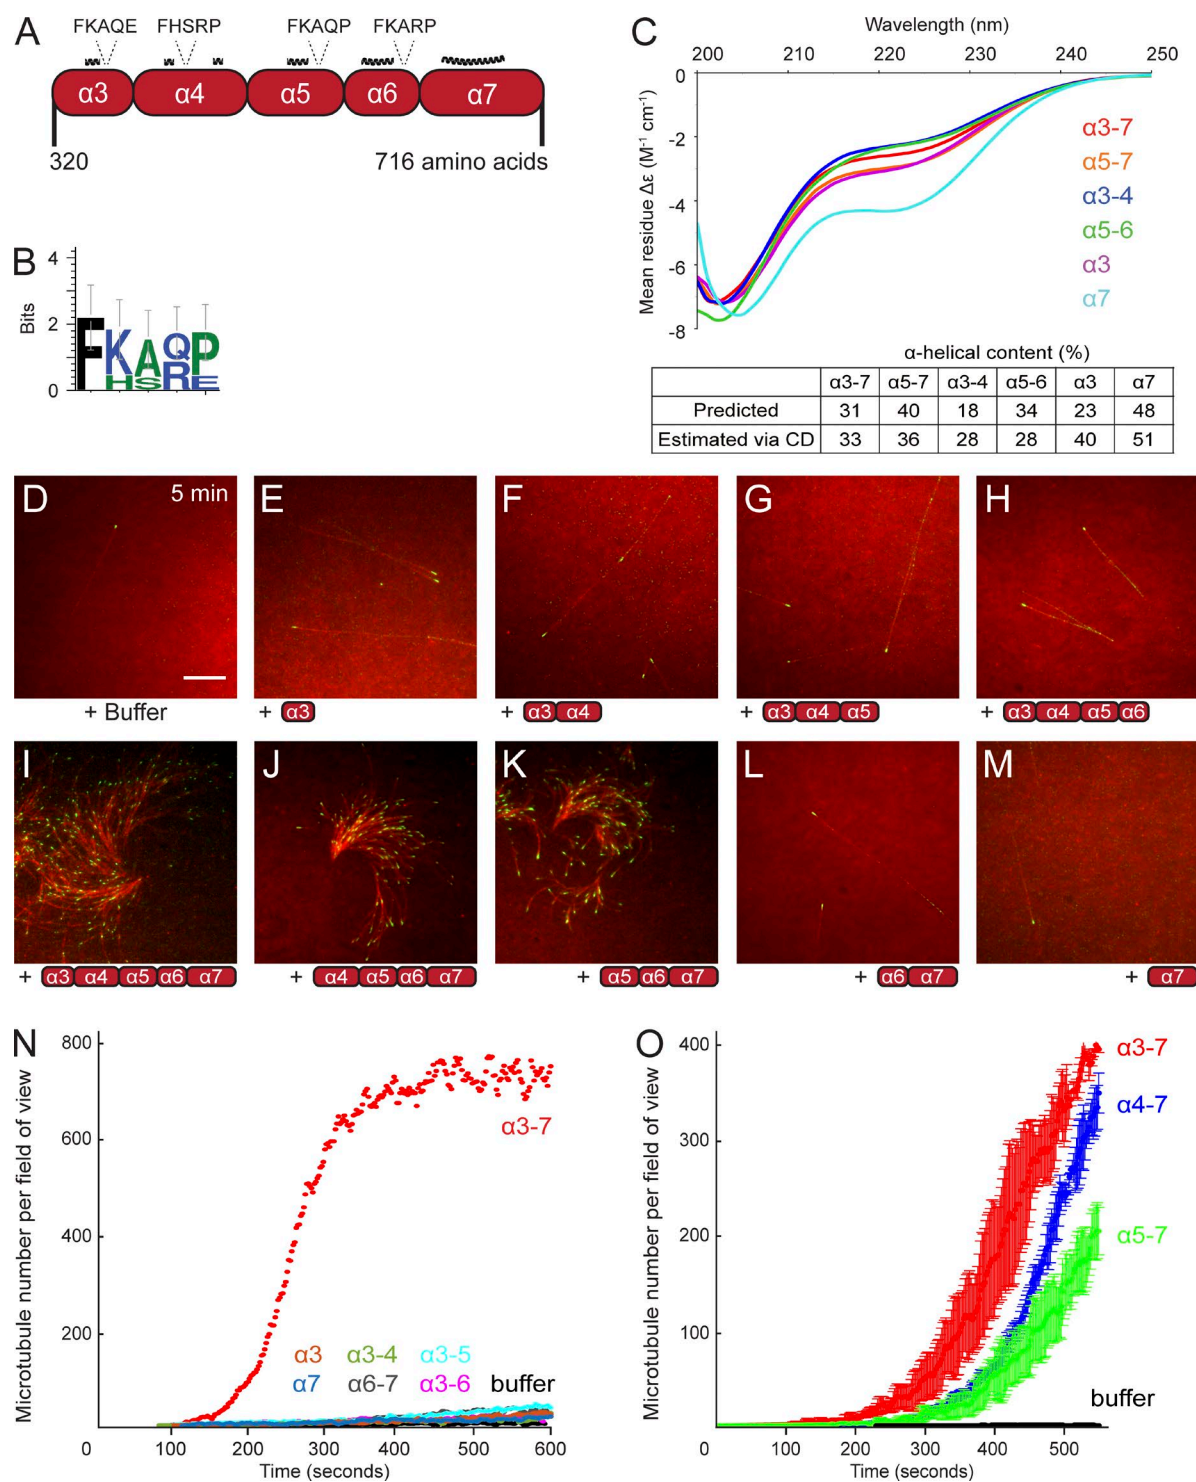 A
FKAQE FHSRP FKAQP FKARP
α3 α4 α5 α6 α7
320 716 amino acids
B
Bits
4
2
0
FKAQP
HSRE
C
Wavelength (nm)
200 210 220 230 240 250
Mean residue Δε (M⁻¹ cm⁻¹)
0
-2
-4
-6
-8
α3-7
α5-7
α3-4
α5-6
α3
α7
α-helical content (%)
α3-7 α5-7 α3-4 α5-6 α3 α7
Predicted 31 40 18 34 23 48
Estimated via CD 33 36 28 28 40 51
D 5 min
+ Buffer
E
+ α3
F
+ α3 α4
G
+ α3 α4 α5
H
+ α3 α4 α5 α6
I
+ α3 α4 α5 α6 α7
J
+ α4 α5 α6 α7
K
+ α5 α6 α7
L
+ α6 α7
M
+ α7
N
Microtubule number per field of view
800
600
400
200
α3-7
α3 α3-4 α3-5
α7 α6-7 α3-6 buffer
0 100 200 300 400 500 600
Time (seconds)
O
Microtubule number per field of view
400
300
200
100
α3-7
α4-7
α5-7
buffer
0 100 200 300 400 500
Time (seconds)